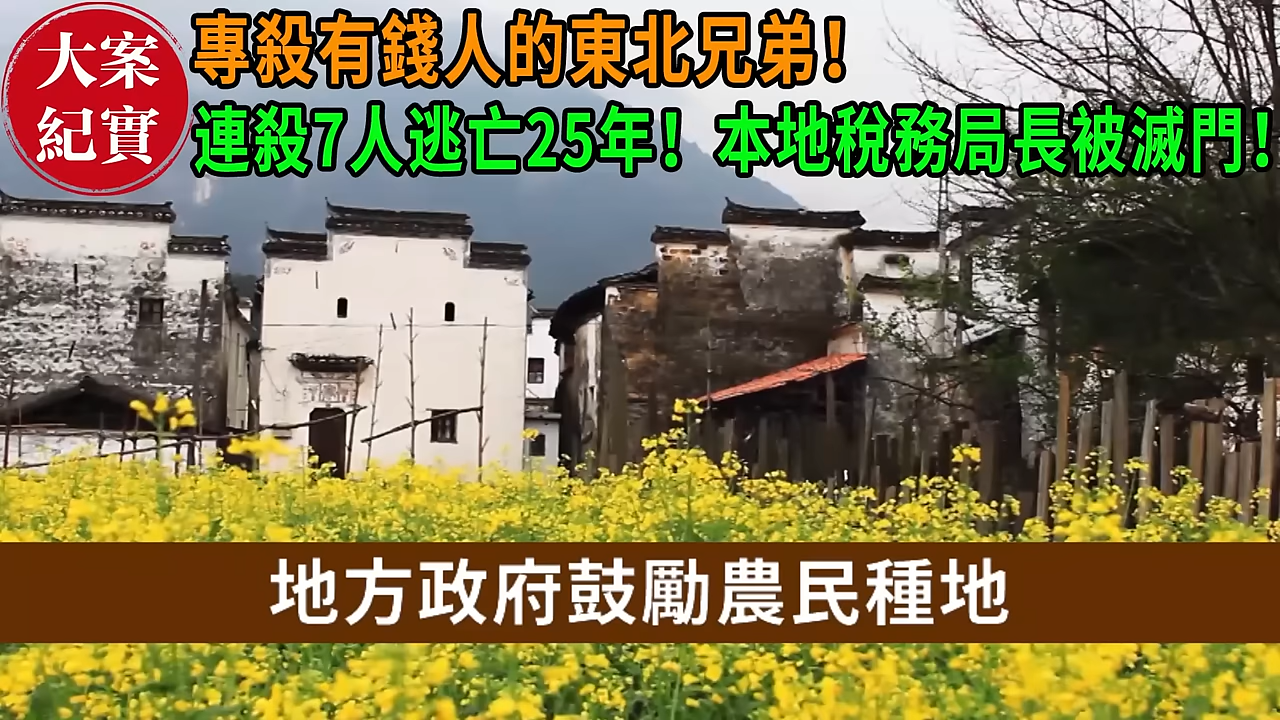 大案
紀實
專殺有錢人的東北兄弟！
連殺7人逃亡25年！本地稅務局長被滅門！
地方政府鼓勵農民種地